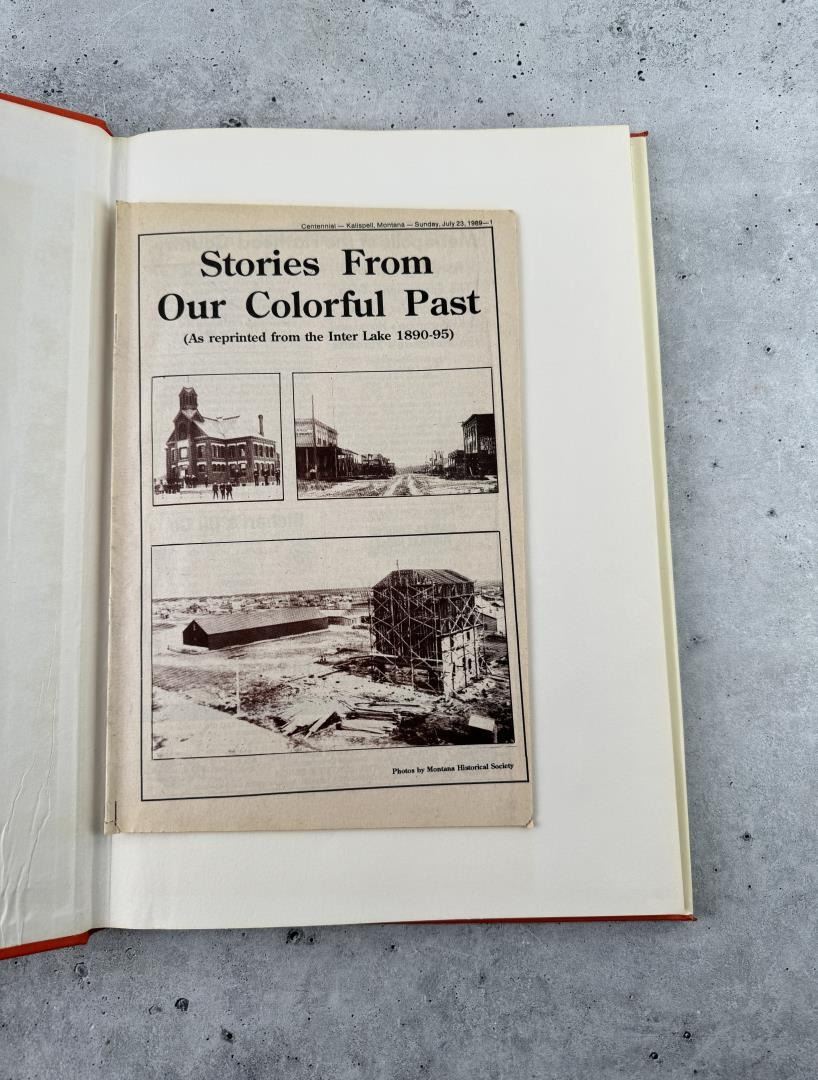 Centennial — Kalispell, Montana — Sunday, July 23, 1989—1
Stories From
Our Colorful Past
(As reprinted from the Inter Lake 1890-95)
Photos by Montana Historical Society